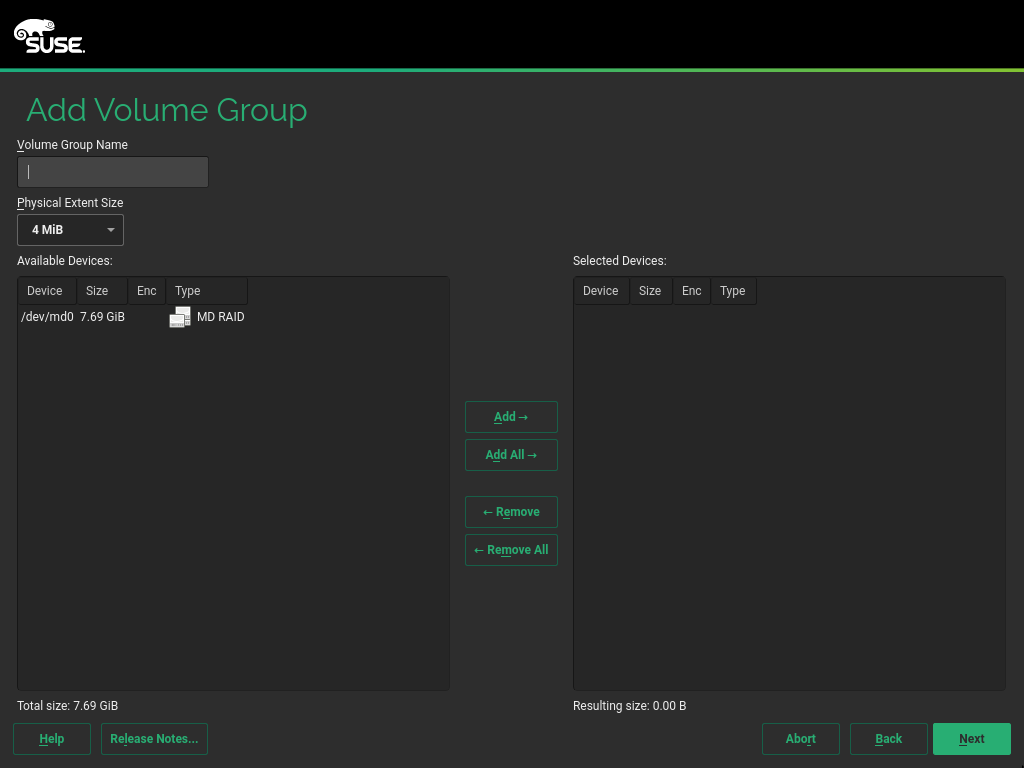 SUSE
Add Volume Group
Volume Group Name
Physical Extent Size
4 MiB
Available Devices:
Device Size Enc Type
/dev/md0 7.69 GiB MD RAID
Total size: 7.69 GiB
Add →
Add All →
← Remove
← Remove All
Selected Devices:
Device Size Enc Type
Resulting size: 0.00 B
Help Release Notes... Abort Back Next